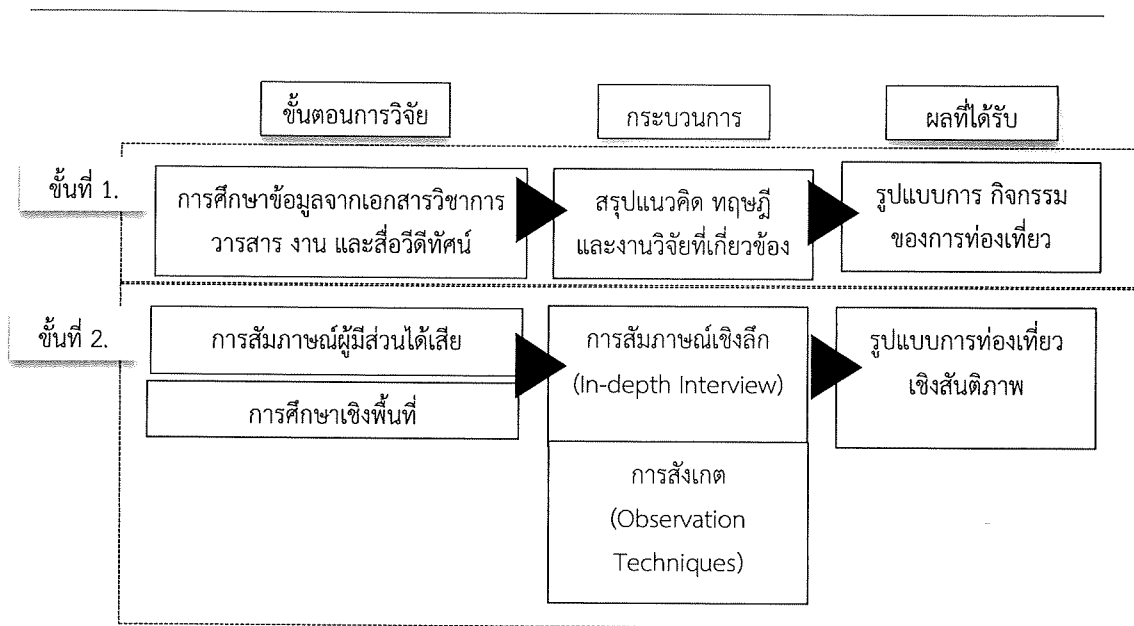 ขั้นตอนการวิจัย
กระบวนการ
ผลที่ได้รับ
ขั้นที่ 1.
การศึกษาข้อมูลจากเอกสารวิชาการ
วารสาร งาน และสื่อวีดีทัศน์
สรุปแนวคิด ทฤษฎี
และงานวิจัยที่เกี่ยวข้อง
รูปแบบการ กิจกรรม
ของการท่องเที่ยว
ขั้นที่ 2.
การสัมภาษณ์ผู้มีส่วนได้เสีย
การศึกษาเชิงพื้นที่
การสัมภาษณ์เชิงลึก
(In-depth Interview)
การสังเกต
(Observation
Techniques)
รูปแบบการท่องเที่ยว
เชิงสันติภาพ